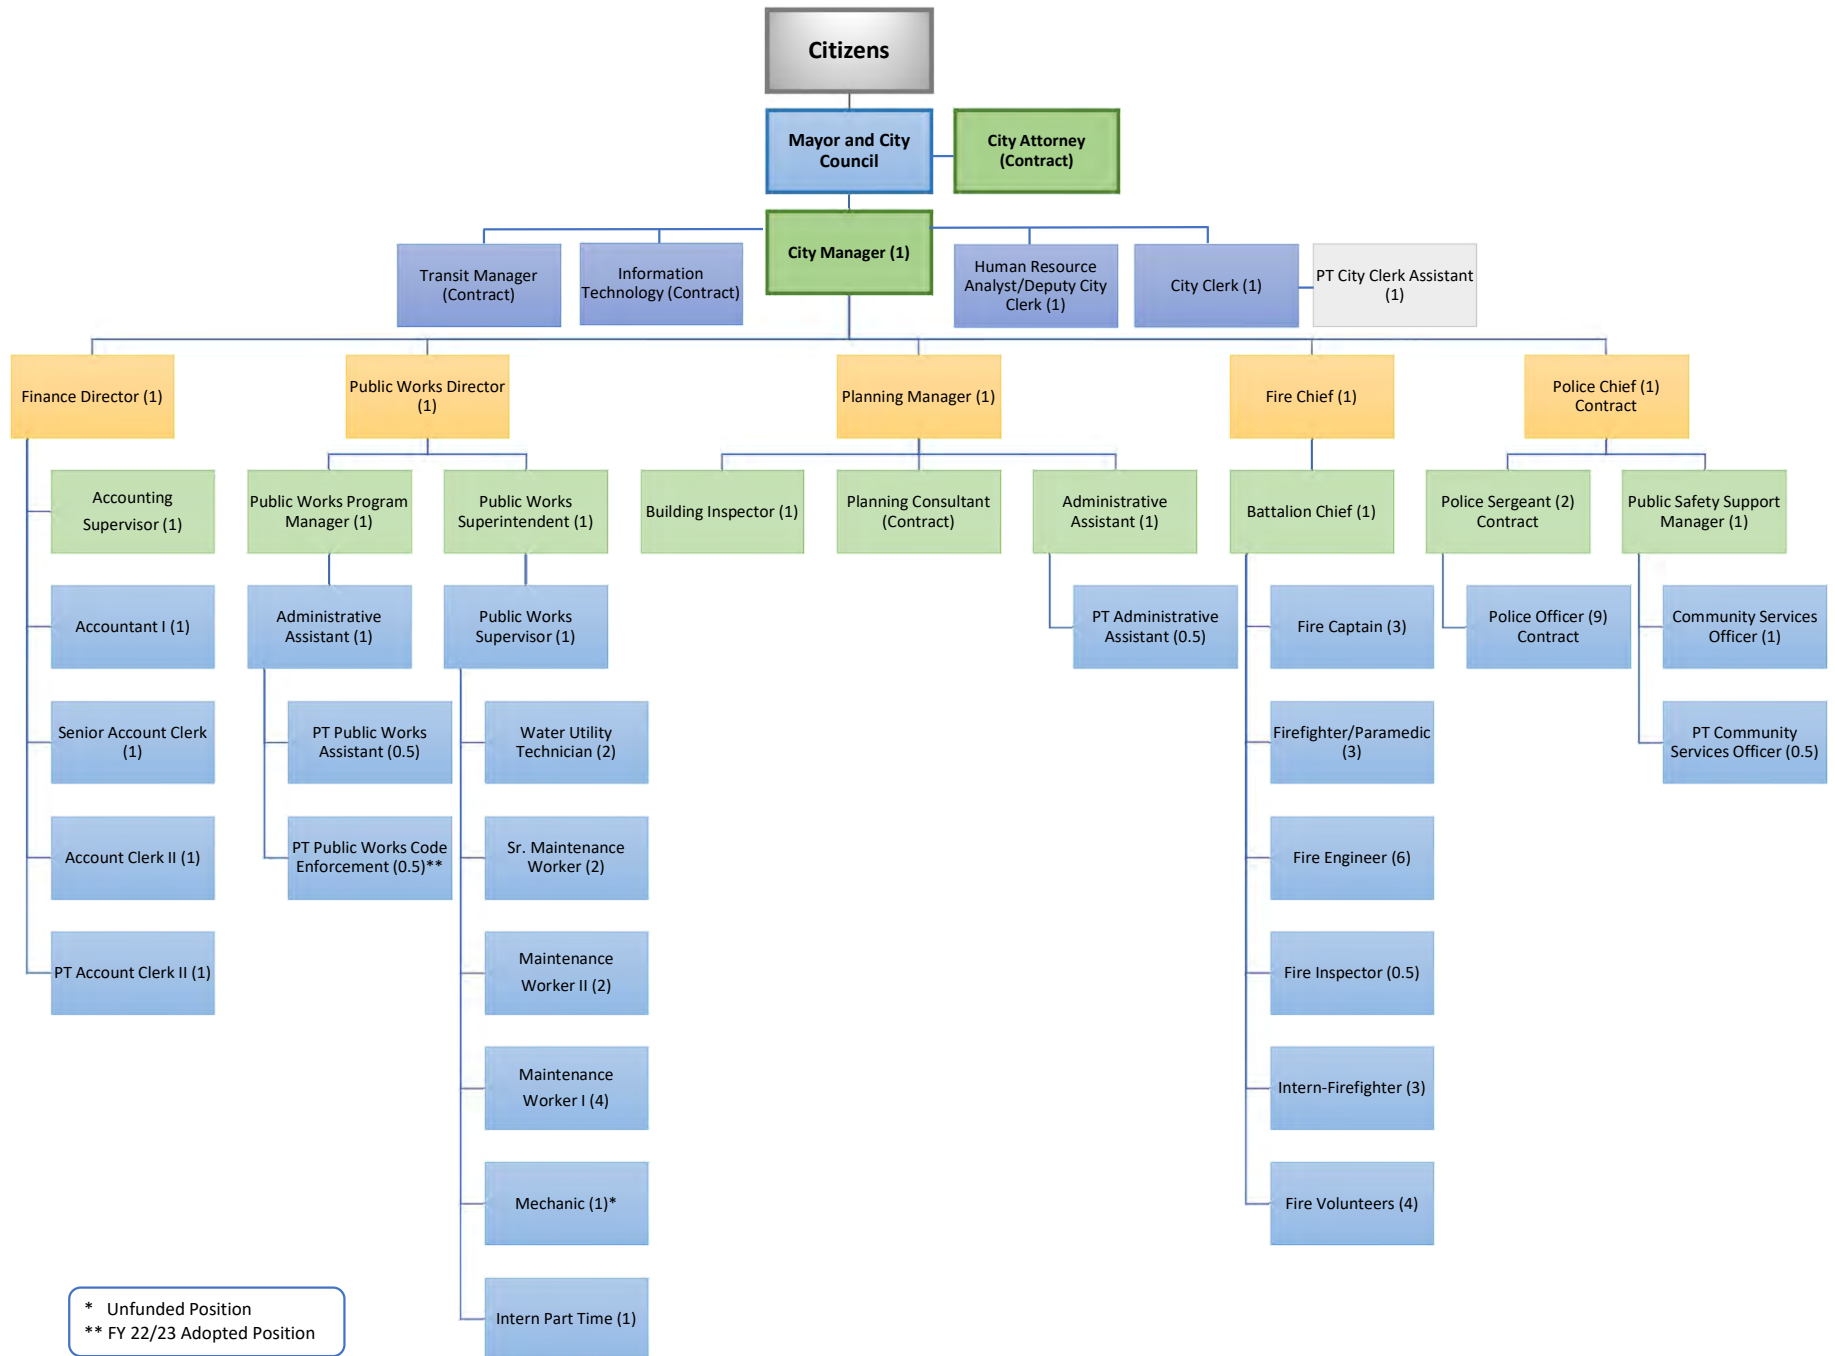 Citizens
Mayor and City
Council
City Attorney
(Contract)
City Manager (1)
Transit Manager
(Contract)
Information
Technology (Contract)
Human Resource
Analyst/Deputy City
Clerk (1)
City Clerk (1)
PT City Clerk Assistant
(1)
Finance Director (1)
Public Works Director
(1)
Planning Manager (1)
Fire Chief (1)
Police Chief (1)
Contract
Accounting
Supervisor (1)
Public Works Program
Manager (1)
Public Works
Superintendent (1)
Building Inspector (1)
Planning Consultant
(Contract)
Administrative
Assistant (1)
Battalion Chief (1)
Police Sergeant (2)
Contract
Public Safety Support
Manager (1)
Accountant I (1)
Administrative
Assistant (1)
Public Works
Supervisor (1)
PT Administrative
Assistant (0.5)
Fire Captain (3)
Police Officer (9)
Contract
Community Services
Officer (1)
Senior Account Clerk
(1)
PT Public Works
Assistant (0.5)
Water Utility
Technician (2)
Firefighter/Paramedic
(3)
PT Community
Services Officer (0.5)
Account Clerk II (1)
PT Public Works Code
Enforcement (0.5)**
Sr. Maintenance
Worker (2)
Fire Engineer (6)
PT Account Clerk II (1)
Maintenance
Worker II (2)
Fire Inspector (0.5)
Maintenance
Worker I (4)
Intern-Firefighter (3)
Mechanic (1)*
Fire Volunteers (4)
Intern Part Time (1)
* Unfunded Position
** FY 22/23 Adopted Position